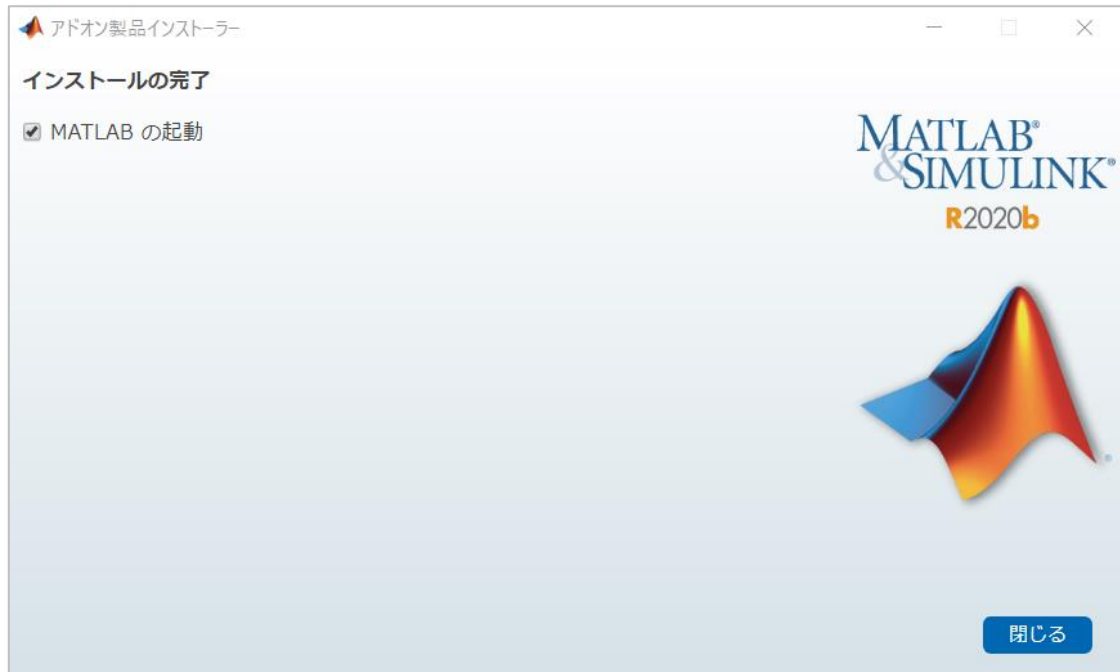 アドオン製品インストーラー
インストールの完了
MATLAB の起動
MATLAB®
&SIMULINK®
R2020b
®
閉じる